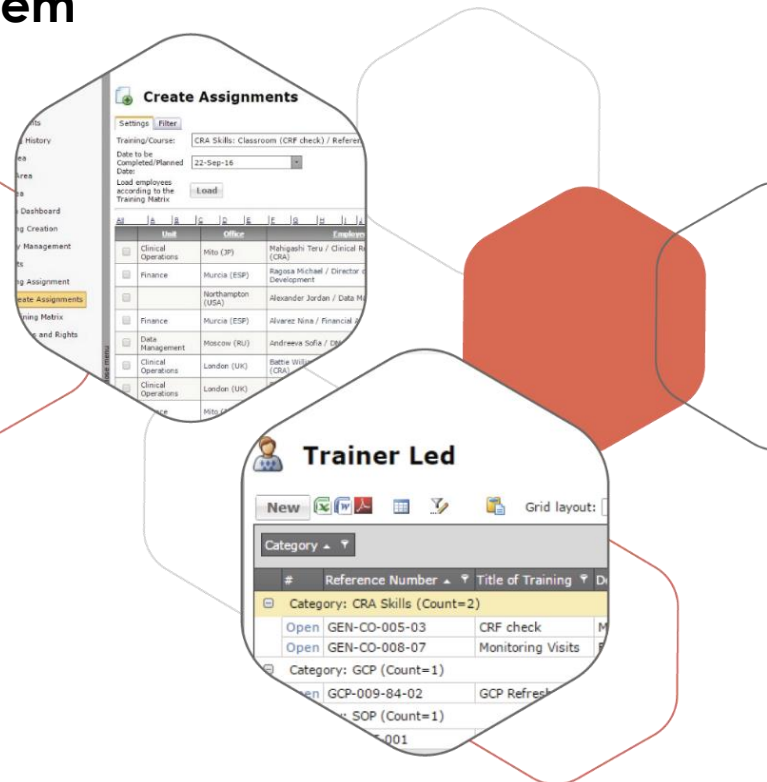 Create Assignments
Settings Filter
History
Training/Course: CRA Skills: Classroom (CRF check) /
Date to be
Completed/Planned
Date:
22-Sep-16
Load employees
according to the
Training Matrix
Load
Dashboard
Creation
Management
Assignment
Create Assignments
Matrix
and Rights
All A B C D E F G H I J
Unit Office
Clinical
Operations
Mito (JP)
Mahigashi Teru / Clinical
(CRA)
Finance
Murcia (ESP)
Ragosa Michael / Director
Development
Northampton
(USA)
Alexander Jordan / Data
Finance
Murcia (ESP)
Alvarez Nina / Financial
Data
Management
Moscow (RU)
Andreeva Sofia /
Clinical
Operations
London (UK)
Battie
(CRA)
Clinical
Operations
London (UK)
Mito
menu
Trainer Led
New Grid layout:
Category
# Reference Number Title of Training
Category: CRA Skills (Count=2)
Open GEN-CO-005-03 CRF check
Open GEN-CO-008-07 Monitoring Visits
Category: GCP (Count=1)
GCP-009-84-02 GCP
SOP (Count=1)